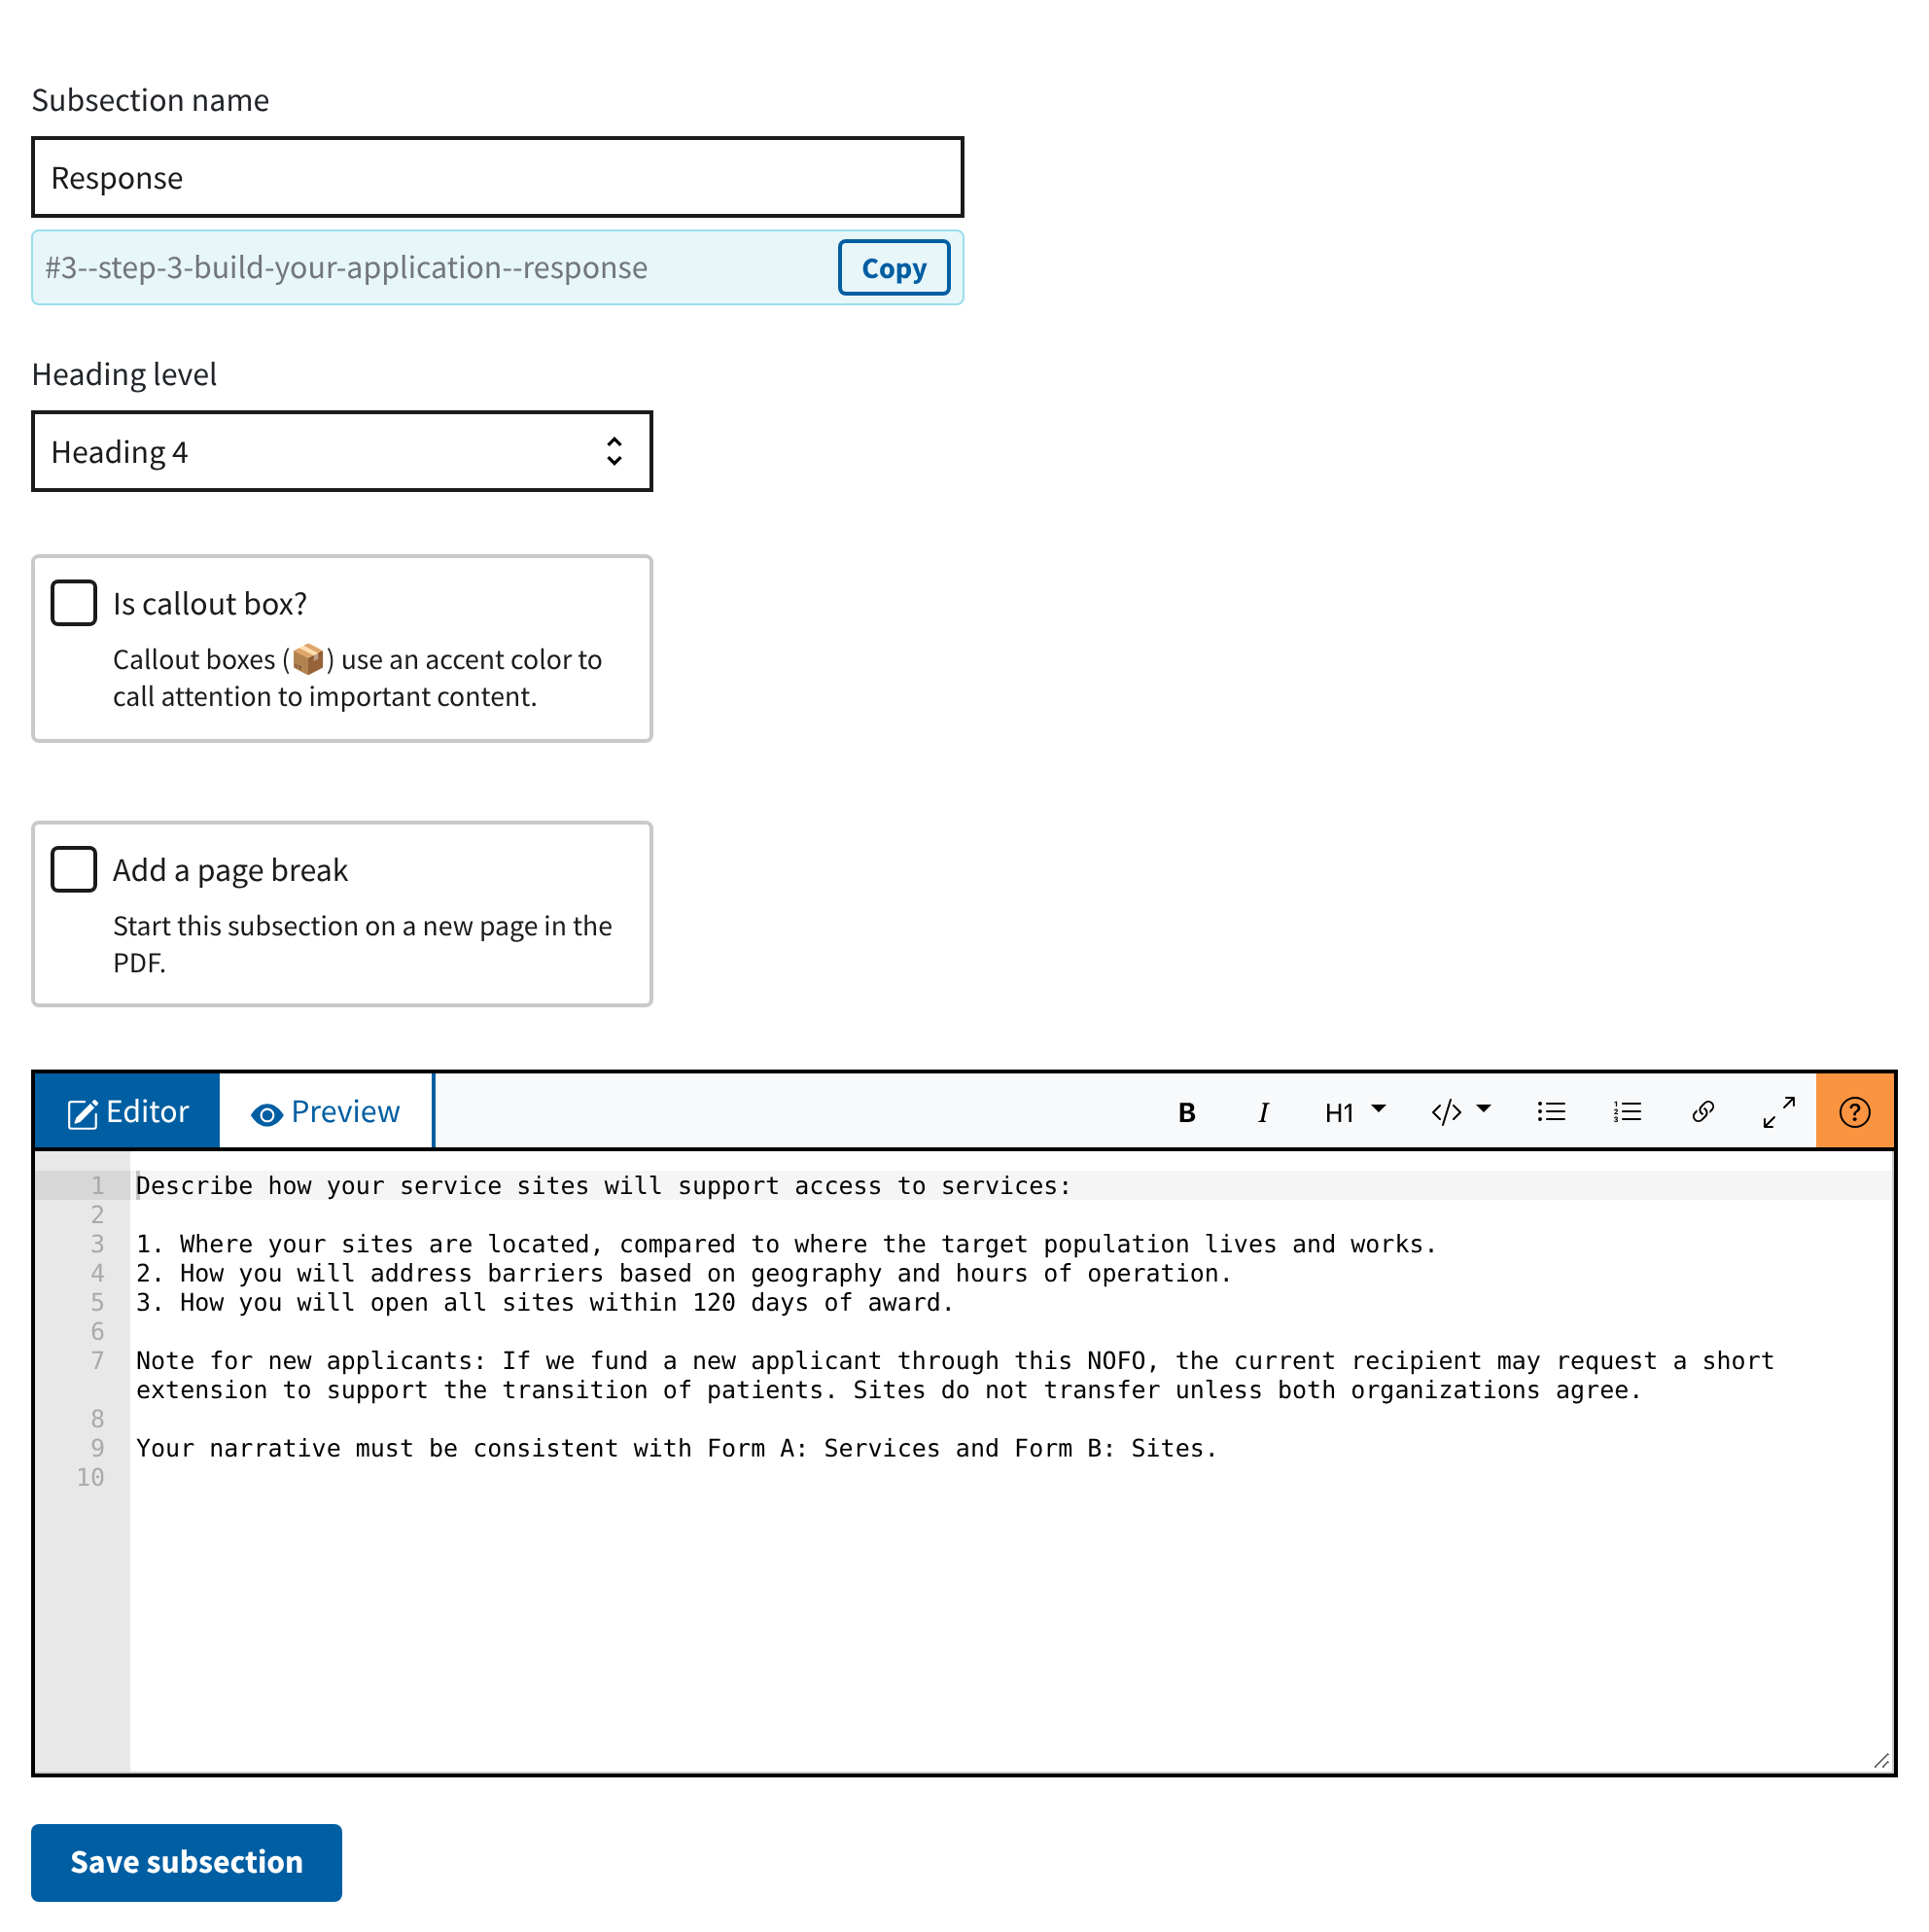 Subsection name
Response
#3--step-3-build-your-application--response
Copy
Heading level
Heading 4
Is callout box?
Callout boxes (📦) use an accent color to
call attention to important content.
Add a page break
Start this subsection on a new page in the
PDF.
Editor Preview B I H1 </> ?
1 Describe how your service sites will support access to services:
2
3 1. Where your sites are located, compared to where the target population lives and works.
4 2. How you will address barriers based on geography and hours of operation.
5 3. How you will open all sites within 120 days of award.
6
7 Note for new applicants: If we fund a new applicant through this NOFO, the current recipient may request a short
extension to support the transition of patients. Sites do not transfer unless both organizations agree.
8
9 Your narrative must be consistent with Form A: Services and Form B: Sites.
10
Save subsection